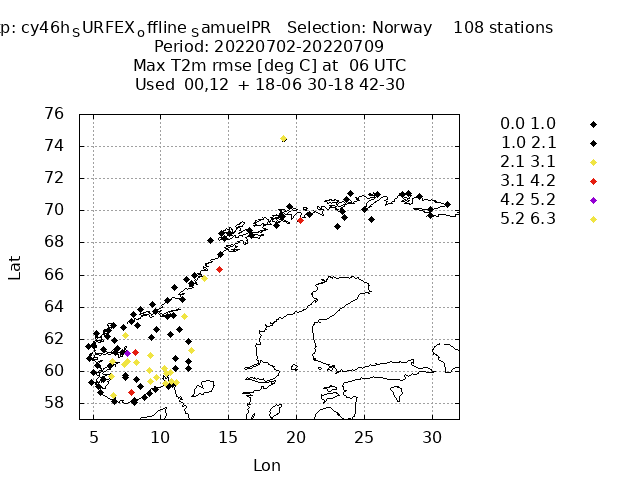 p: cy46h_SURFEX_offline_SamuelPR Selection: Norway 108 stations
Period: 20220702-20220709
Max T2m rmse [deg C] at 06 UTC
Used 00,12 + 18-06 30-18 42-30
76
74
72
70
68
66
64
62
60
58
Lat
5 10 15 20 25 30
Lon
0.0 1.0
1.0 2.1
2.1 3.1
3.1 4.2
4.2 5.2
5.2 6.3